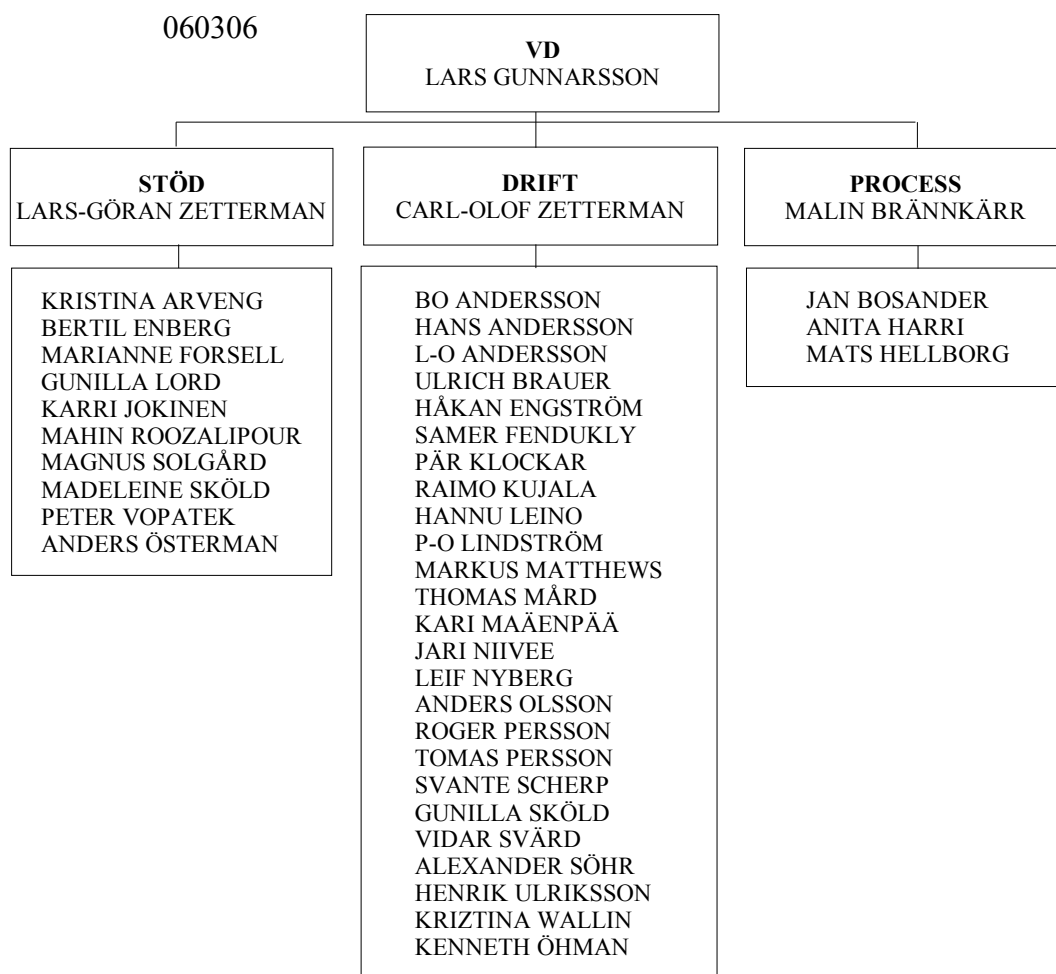 060306
VD
LARS GUNNARSSON
STÖD
LARS-GÖRAN ZETTERMAN
DRIFT
CARL-OLOF ZETTERMAN
PROCESS
MALIN BRÄNNKÄRR
KRISTINA ARVENG
BERTIL ENBERG
MARIANNE FORSELL
GUNILLA LORD
KARRI JOKINEN
MAHIN ROOZALIPOUR
MAGNUS SOLGÅRD
MADELEINE SKÖLD
PETER VOPATEK
ANDERS ÖSTERMAN
BO ANDERSSON
HANS ANDERSSON
L-O ANDERSSON
ULRICH BRAUER
HÅKAN ENGSTRÖM
SAMER FENDUKLY
PÄR KLOCKAR
RAIMO KUJALA
HANNU LEINO
P-O LINDSTRÖM
MARKUS MATTHEWS
THOMAS MÅRD
KARI MAÄENPÄÄ
JARI NIIVEE
LEIF NYBERG
ANDERS OLSSON
ROGER PERSSON
TOMAS PERSSON
SVANTE SCHERP
GUNILLA SKÖLD
VIDAR SVÄRD
ALEXANDER SÖHR
HENRIK ULRIKSSON
KRIZTINA WALLIN
KENNETH ÖHMAN
JAN BOSANDER
ANITA HARRI
MATS HELLBORG